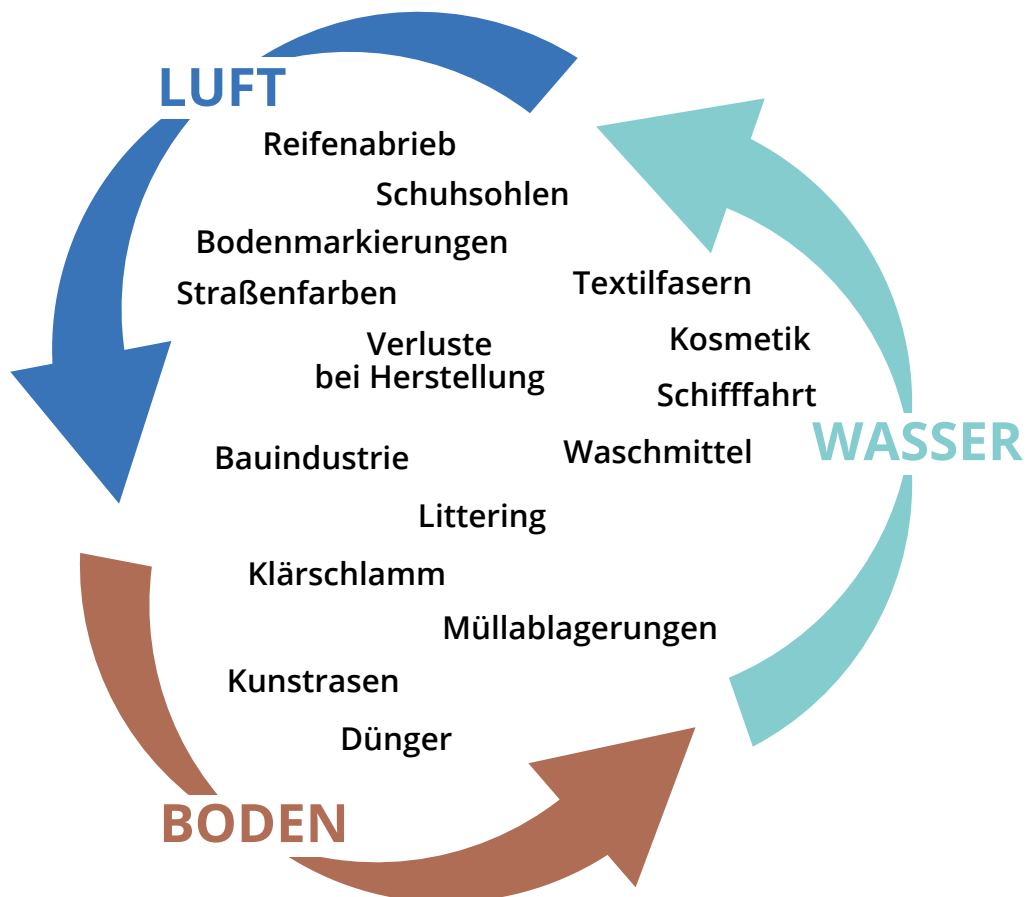 LUFT
Reifenabrieb
Schuhsohlen
Bodenmarkierungen
Textilfasern
Straßenfarben
Kosmetik
Verluste
bei Herstellung
Schifffahrt
WASSER
Waschmittel
Bauindustrie
Littering
Klärschlamm
Müllablagerungen
Kunstrasen
Dünger
BODEN